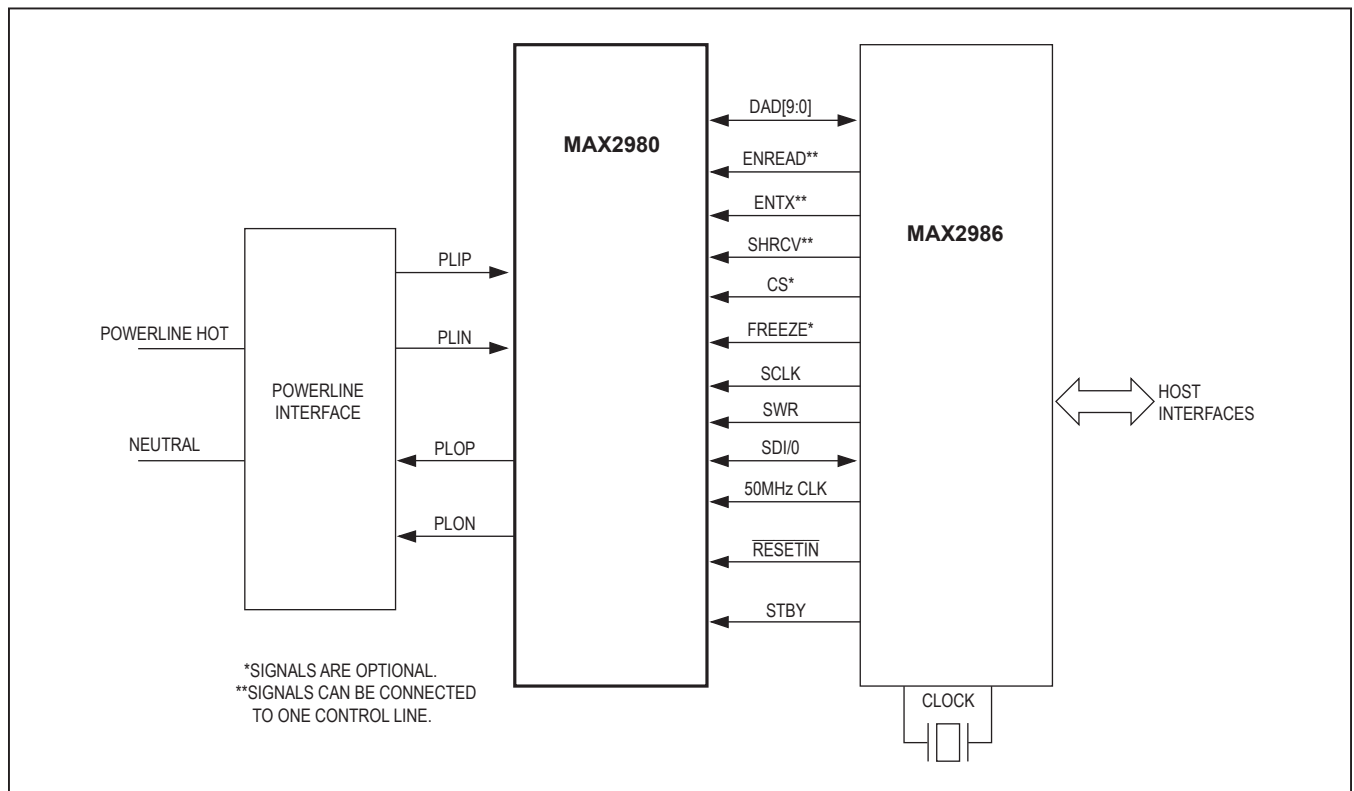 MAX2980
MAX2986
DAD[9:0]
ENREAD**
ENTX**
SHRCV**
CS*
FREEZE*
SCLK
SWR
SDI/0
50MHz CLK
RESETIN
STBY
PLIP
PLIN
PLOP
PLON
POWERLINE HOT
NEUTRAL
POWERLINE
INTERFACE
HOST
INTERFACES
CLOCK
*SIGNALS ARE OPTIONAL.
**SIGNALS CAN BE CONNECTED
TO ONE CONTROL LINE.